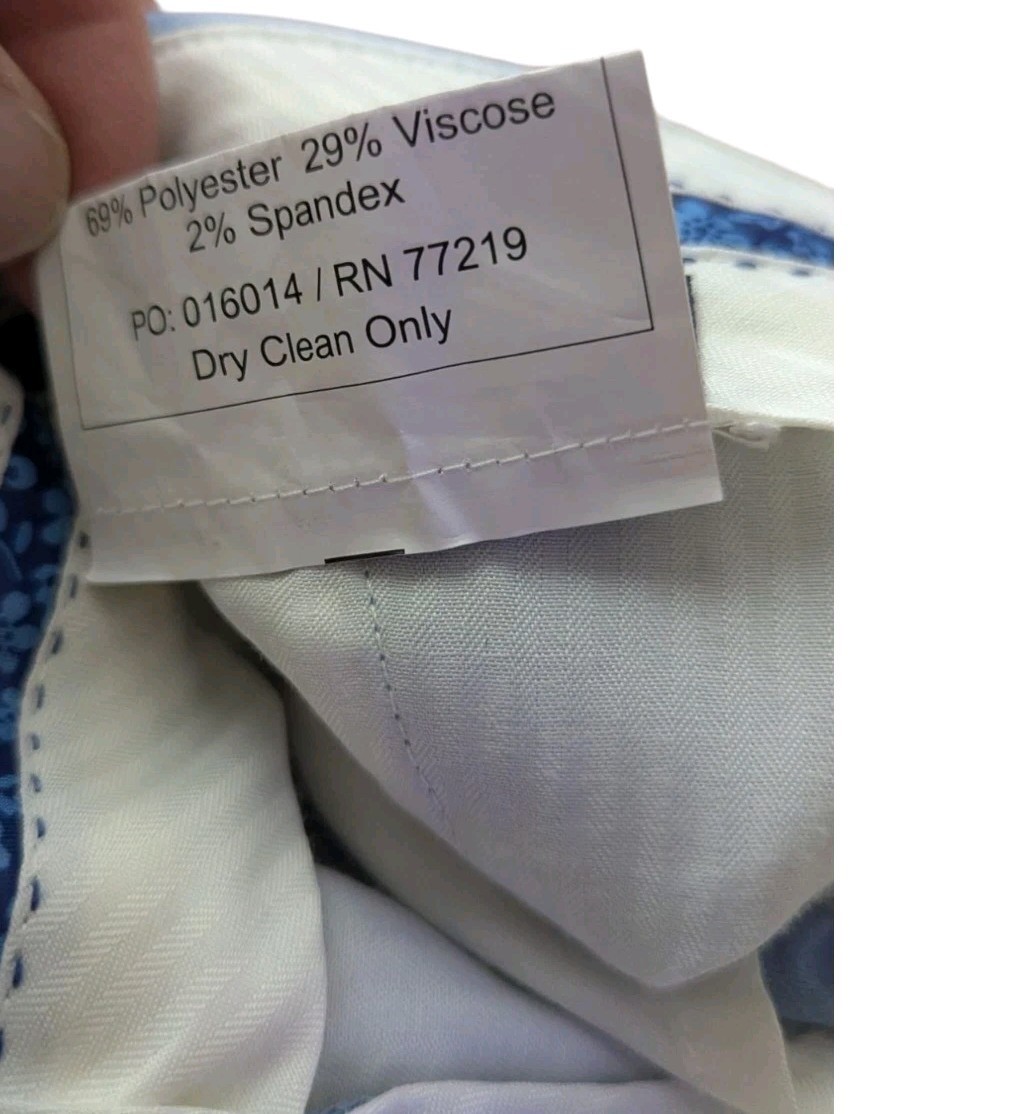 69% Polyester 29% Viscose
2% Spandex
PO: 016014 / RN 77219
Dry Clean Only